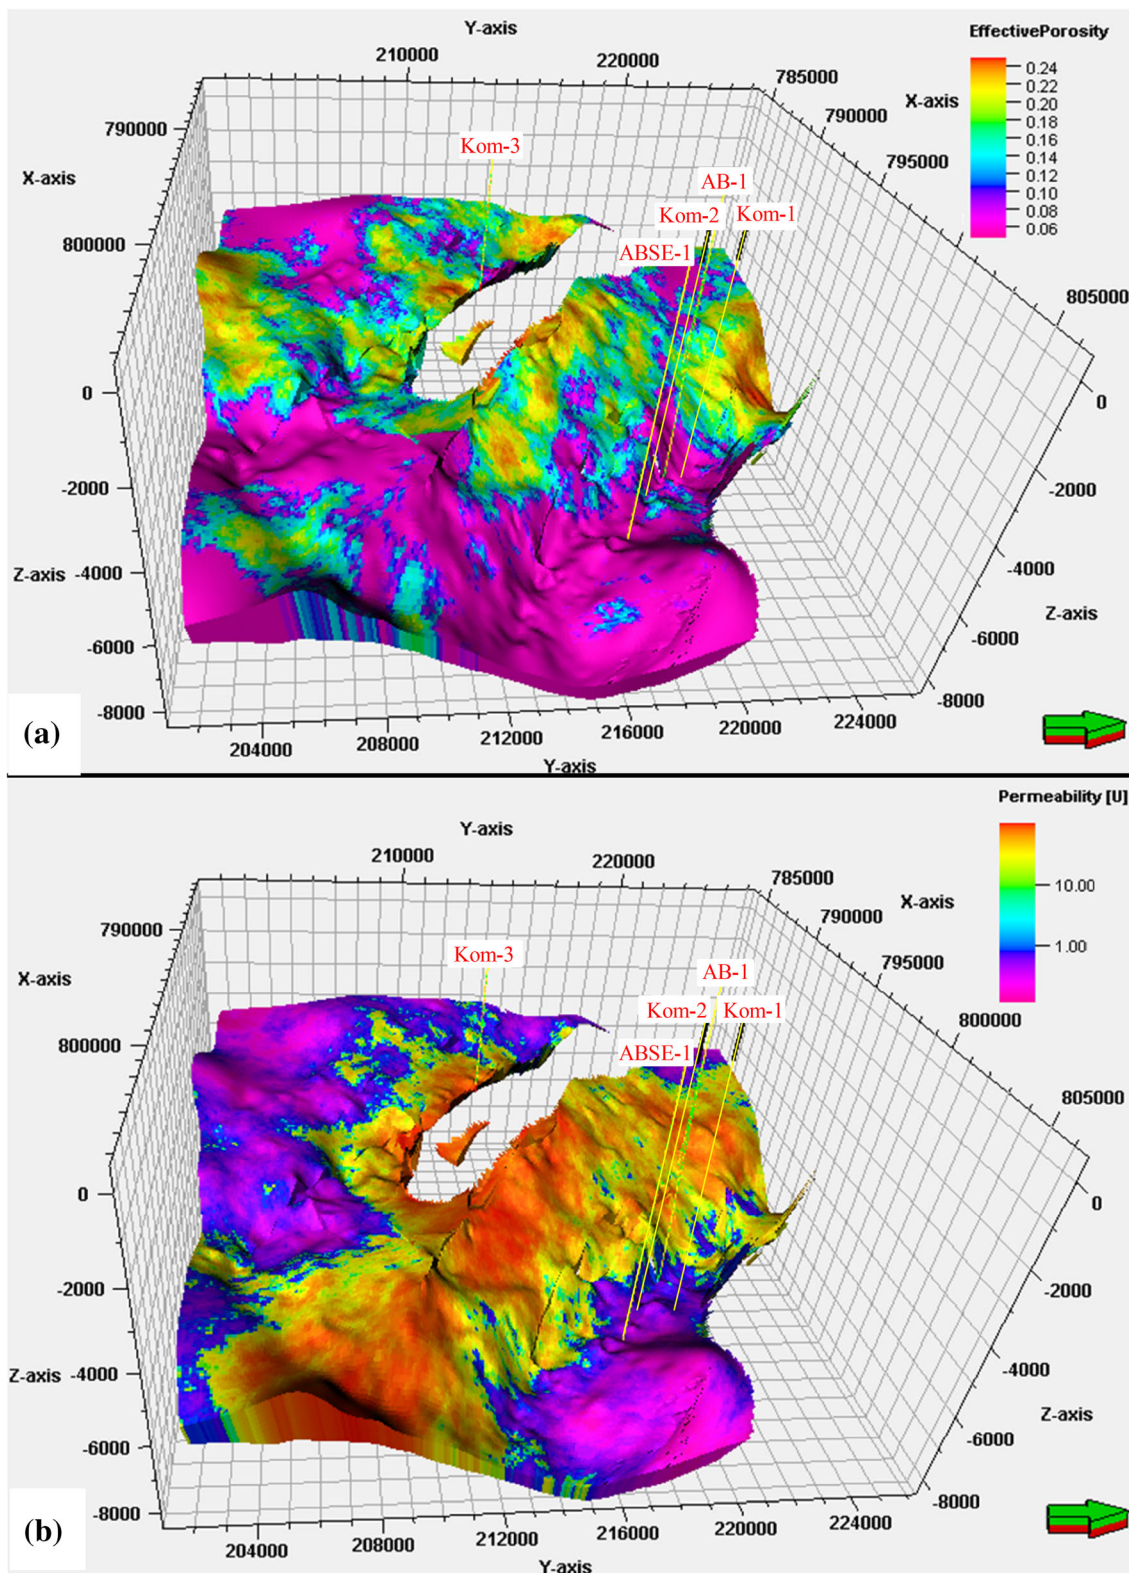 Y-axis
EffectivePorosity
210000
220000
785000
0.24
0.22
0.20
0.18
0.16
0.14
0.12
0.10
0.08
0.06
X-axis
790000
790000
795000
Kom-3
X-axis
AB-1
Kom-2
Kom-1
ABSE-1
800000
805000
0
0
-2000
-2000
Z-axis
-4000
-4000
Z-axis
-6000
-6000
-8000
-8000
204000
208000
212000
216000
220000
224000
Y-axis
(a)
Permeability [U]
Y-axis
210000
220000
785000
10.00
1.00
X-axis
790000
790000
795000
Kom-3
X-axis
AB-1
Kom-2
Kom-1
800000
800000
ABSE-1
805000
0
0
-2000
-2000
Z-axis
-4000
-4000
Z-axis
-6000
-6000
-8000
-8000
204000
208000
212000
216000
220000
224000
Y-axis
(b)